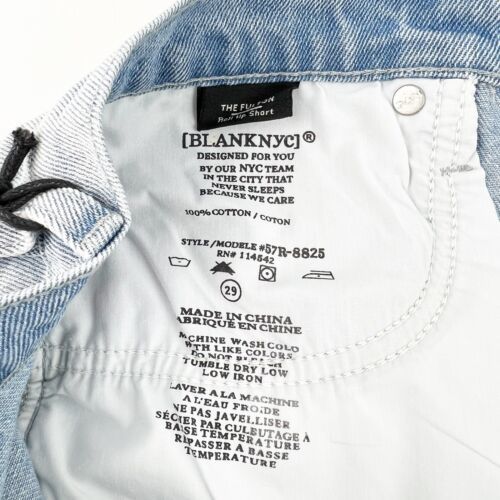 THE FULTON
Roll Up Short
[BLANKNYC]®
DESIGNED FOR YOU
BY OUR NYC TEAM
IN THE CITY THAT
NEVER SLEEPS
BECAUSE WE CARE
100% COTTON / COTON
STYLE / MODELE #57R-8825
RN# 114542
29
MADE IN CHINA
FABRIQUÉ EN CHINE
MACHINE WASH COLD
WITH LIKE COLORS
DO NOT BLEACH
TUMBLE DRY LOW
LOW IRON
LAVER A LA MACHINE
A L'EAU FROIDE
NE PAS JAVELLISER
SÉCHER PAR CULBUTAGE À
BASSE TEMPÉRATURE
REPASSER A BASSE
TEMPERATURE